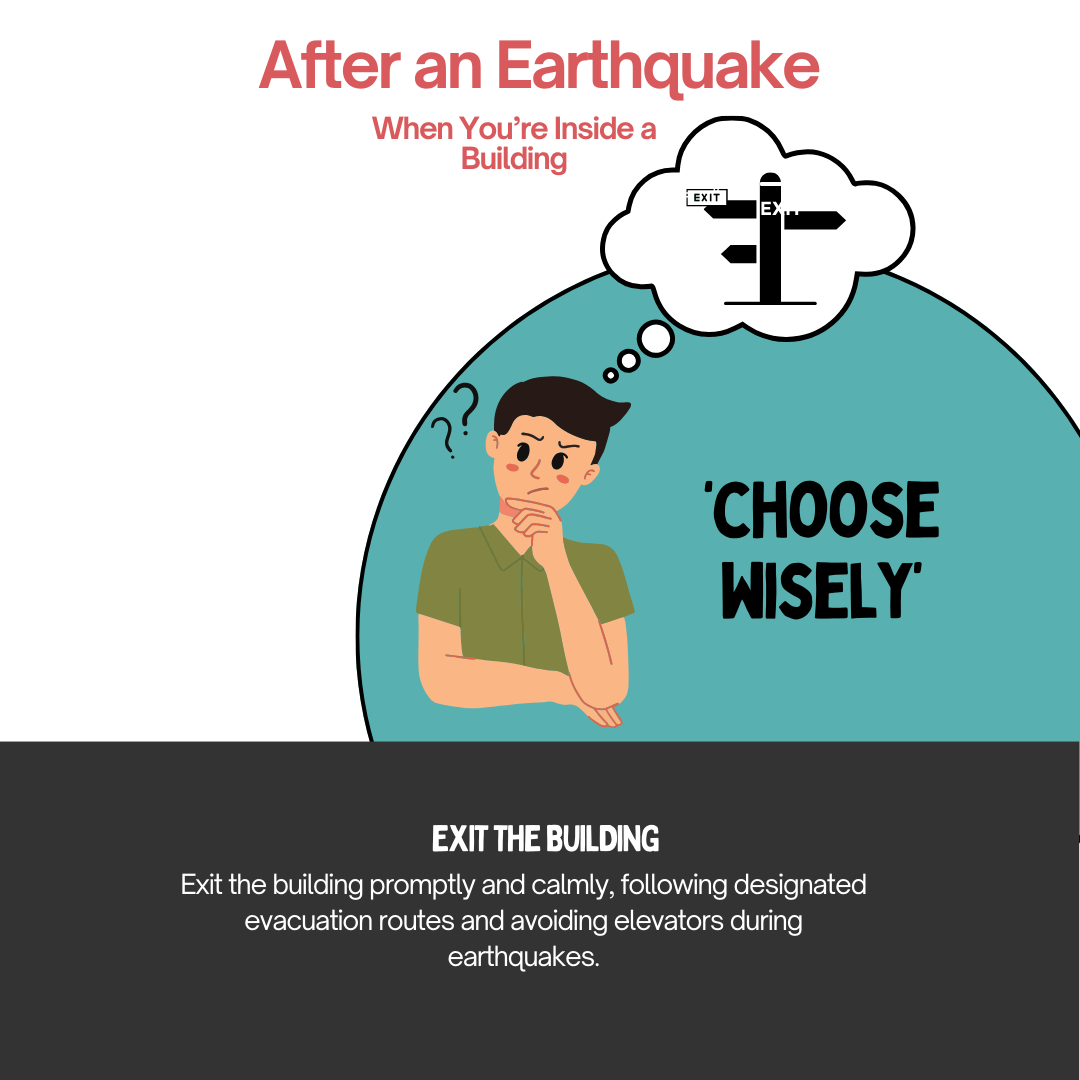 After an Earthquake
When You're Inside a
Building
EXIT
EXIT
? ?
'CHOOSE
WISELY'
EXIT THE BUILDING
Exit the building promptly and calmly, following designated
evacuation routes and avoiding elevators during
earthquakes.